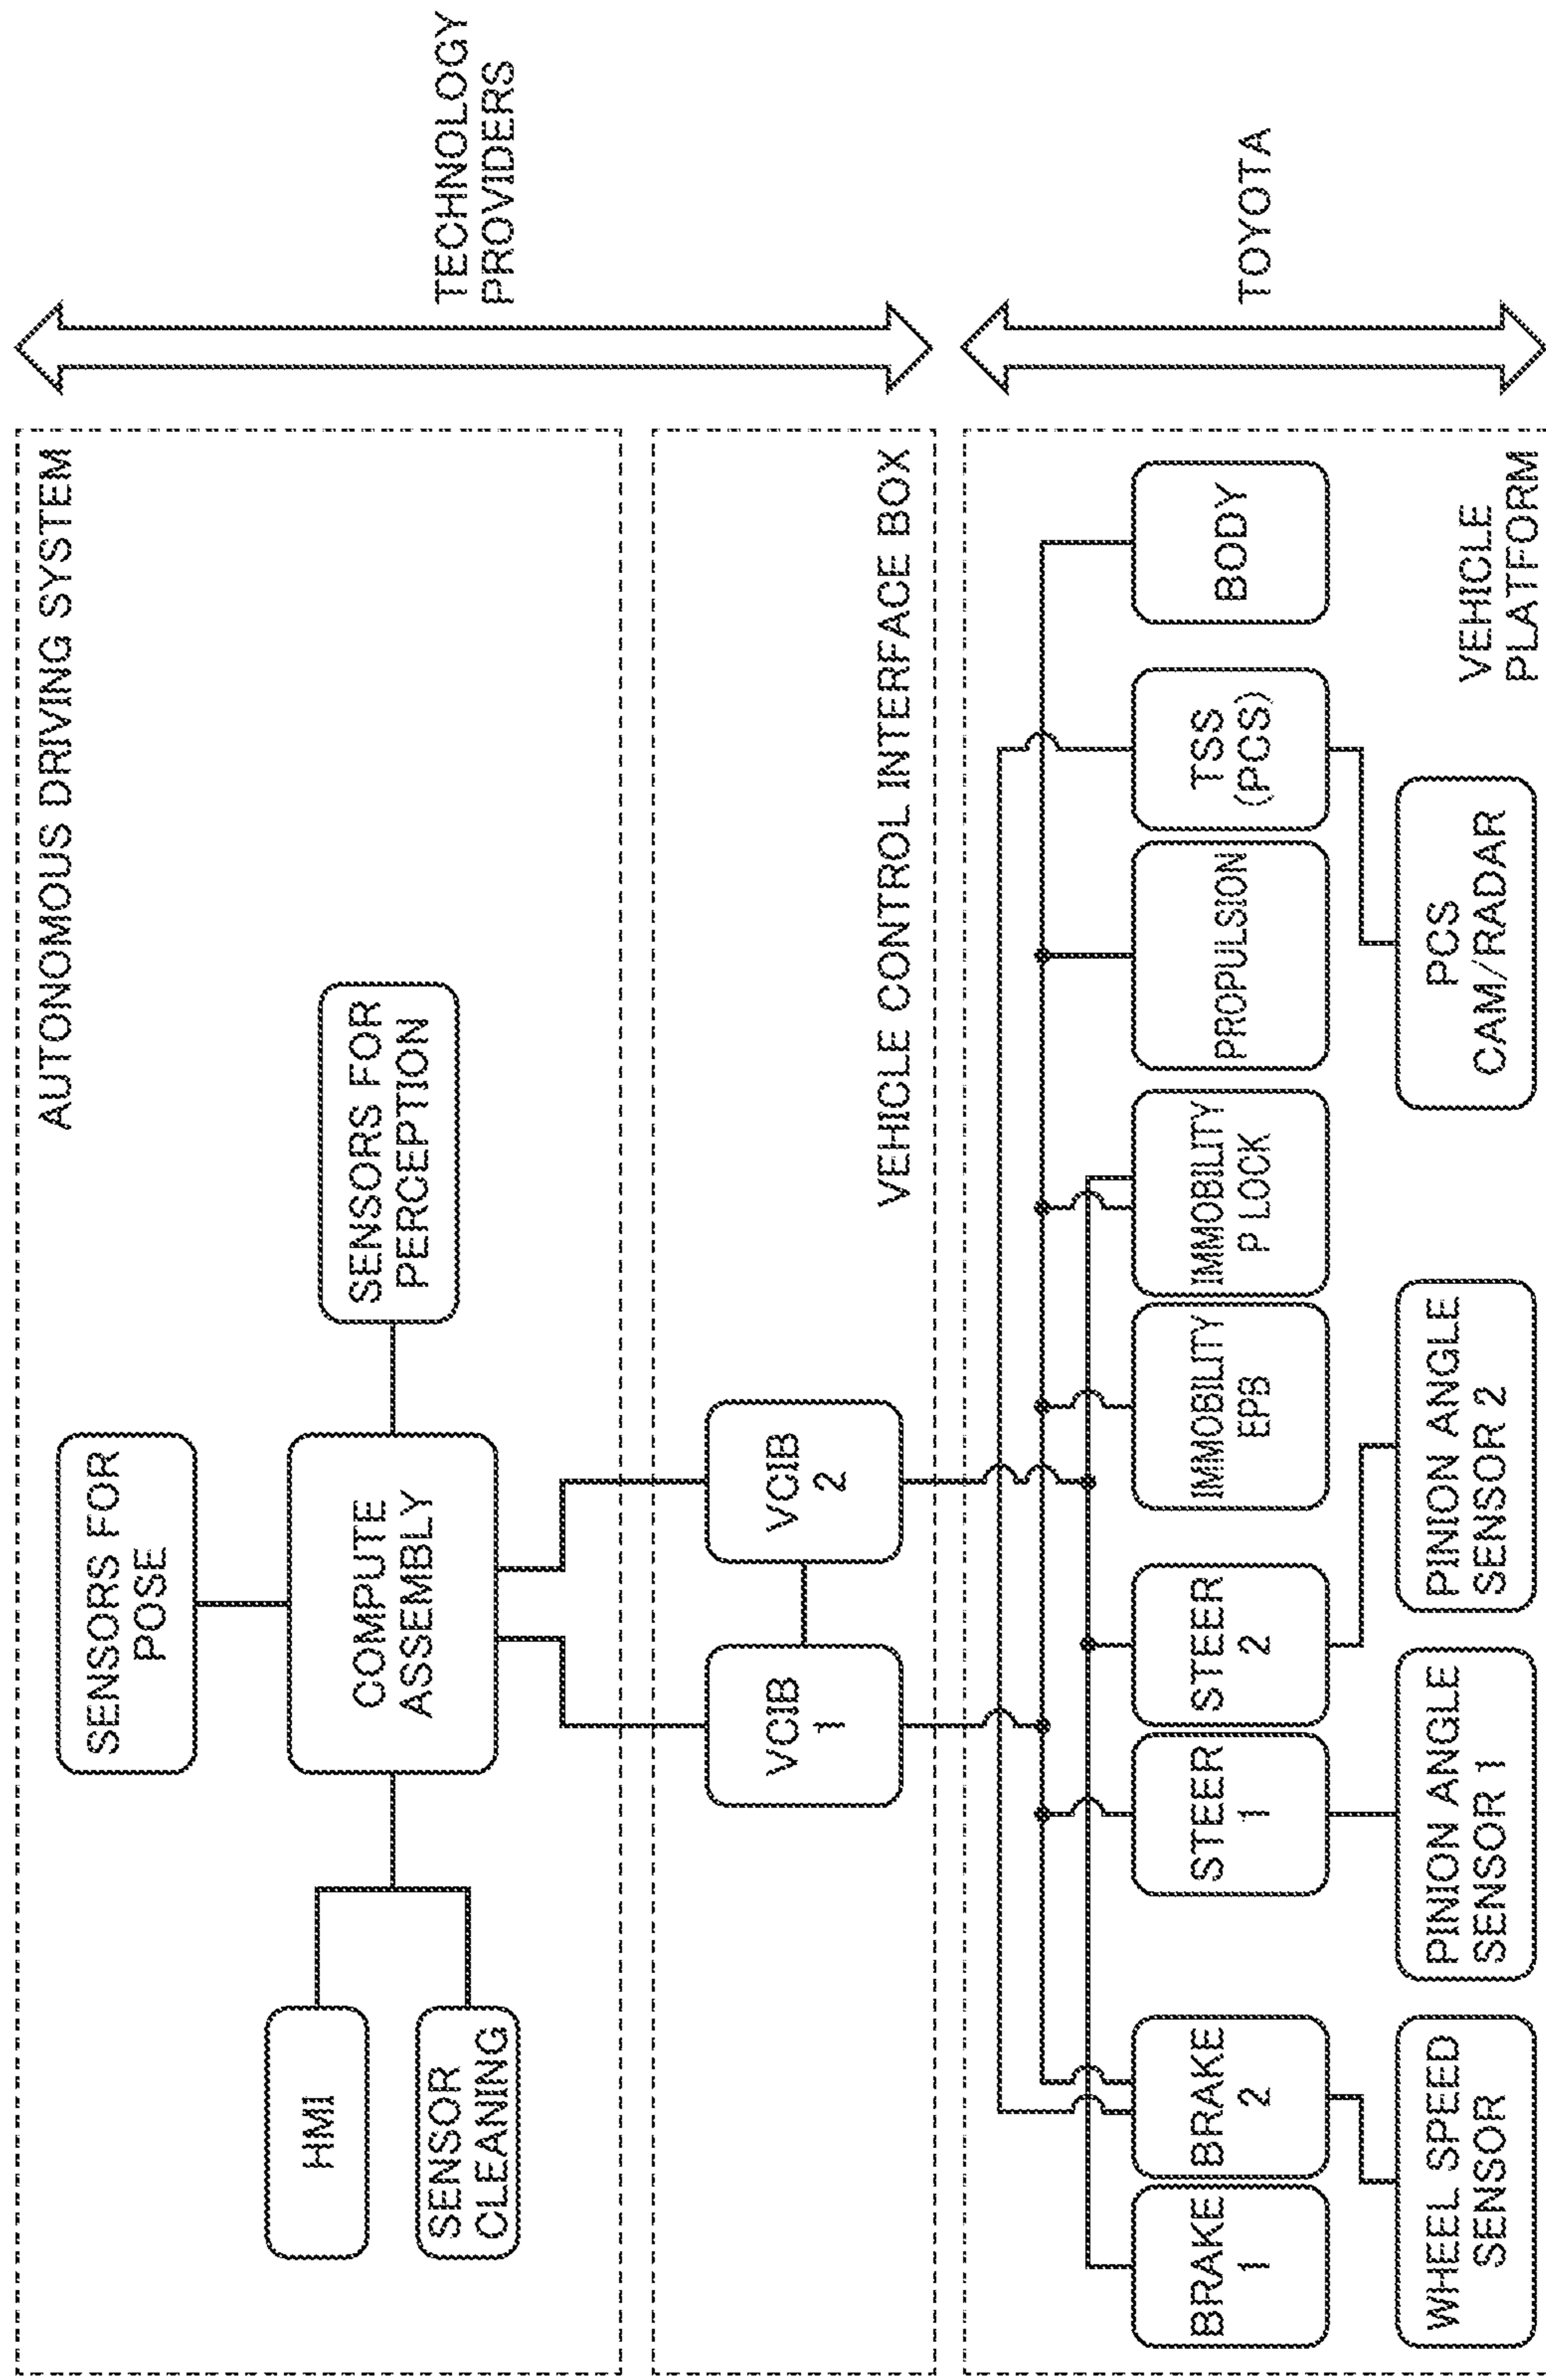 AUTONOMOUS DRIVING SYSTEM
SENSORS FOR
POSE
HMI
SENSOR
CLEANING
COMPUTE
ASSEMBLY
SENSORS FOR
PERCEPTION
TECHNOLOGY
PROVIDERS
VCIB
1
VCIB
2
VEHICLE CONTROL INTERFACE BOX
BRAKE
1
BRAKE
2
STEER
1
STEER
2
IMMOBILITY
EPB
IMMOBILITY
P LOCK
PROPULSION
TSS
(PCS)
BODY
TOYOTA
WHEEL SPEED
SENSOR
PINION ANGLE
SENSOR 1
PINION ANGLE
SENSOR 2
PCS
CAM/RADAR
VEHICLE
PLATFORM